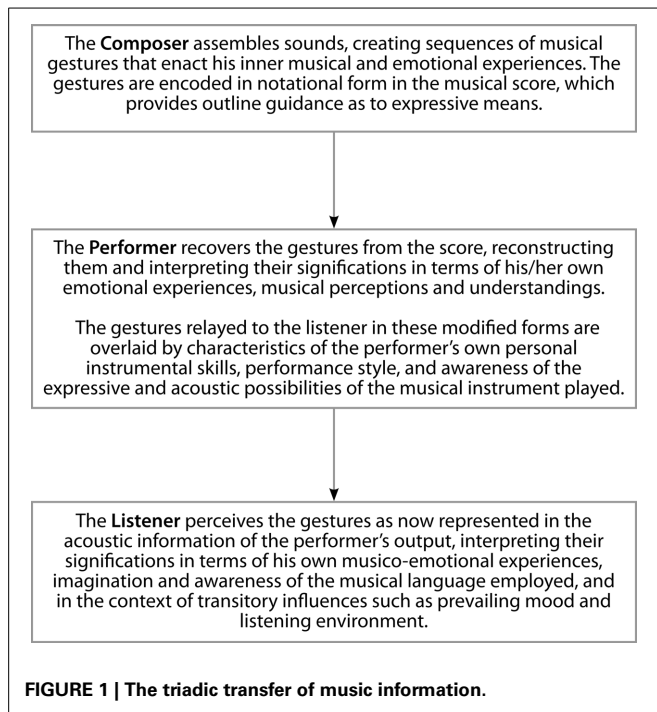 The Composer assembles sounds, creating sequences of musical
gestures that enact his inner musical and emotional experiences. The
gestures are encoded in notational form in the musical score, which
provides outline guidance as to expressive means.
The Performer recovers the gestures from the score, reconstructing
them and interpreting their significations in terms of his/her own
emotional experiences, musical perceptions and understandings.
The gestures relayed to the listener in these modified forms are
overlaid by characteristics of the performer's own personal
instrumental skills, performance style, and awareness of the
expressive and acoustic possibilities of the musical instrument played.
The Listener perceives the gestures as now represented in the
acoustic information of the performer's output, interpreting their
significations in terms of his own musico-emotional experiences,
imagination and awareness of the musical language employed, and
in the context of transitory influences such as prevailing mood and
listening environment.
FIGURE 1 | The triadic transfer of music information.